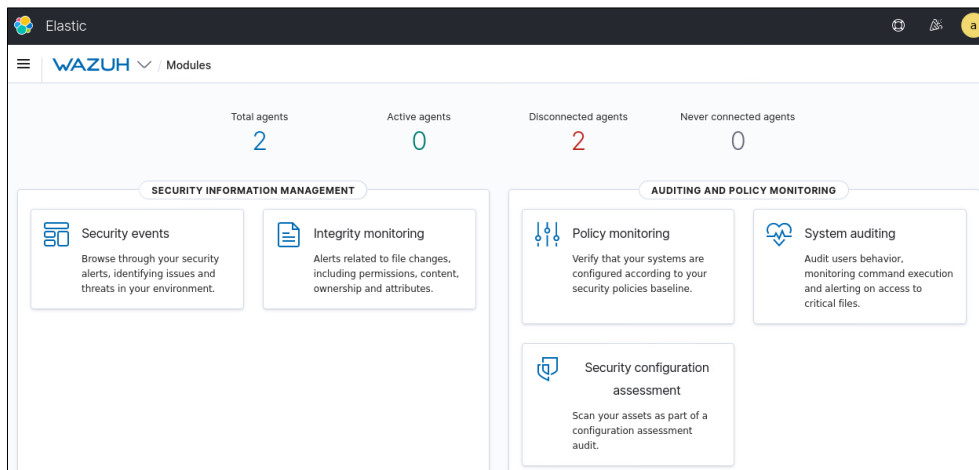 Elastic
a
WAZUH / Modules
Total agents
2
Active agents
0
Disconnected agents
2
Never connected agents
0
SECURITY INFORMATION MANAGEMENT
Security events
Browse through your security
alerts, identifying issues and
threats in your environment.
Integrity monitoring
Alerts related to file changes,
including permissions, content,
ownership and attributes.
AUDITING AND POLICY MONITORING
Policy monitoring
Verify that your systems are
configured according to your
security policies baseline.
System auditing
Audit users behavior,
monitoring command execution
and alerting on access to
critical files.
Security configuration
assessment
Scan your assets as part of a
configuration assessment
audit.